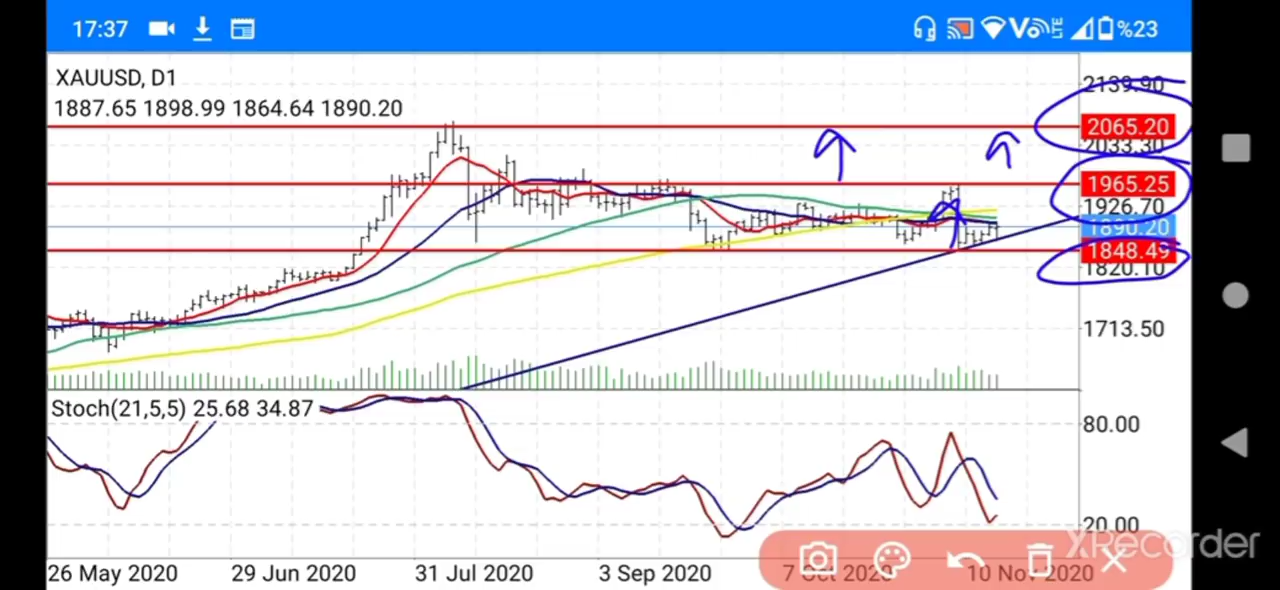 17:37
VoLTE
%23
XAUUSD, D1
1887.65 1898.99 1864.64 1890.20
2139.90
2065.20
2033.30
1965.25
1926.70
1890.20
1848.49
1820.10
1713.50
Stoch(21,5,5) 25.68 34.87
80.00
20.00
XRecorder
26 May 2020 29 Jun 2020 31 Jul 2020 3 Sep 2020 7 Oct 2020 10 Nov 2020